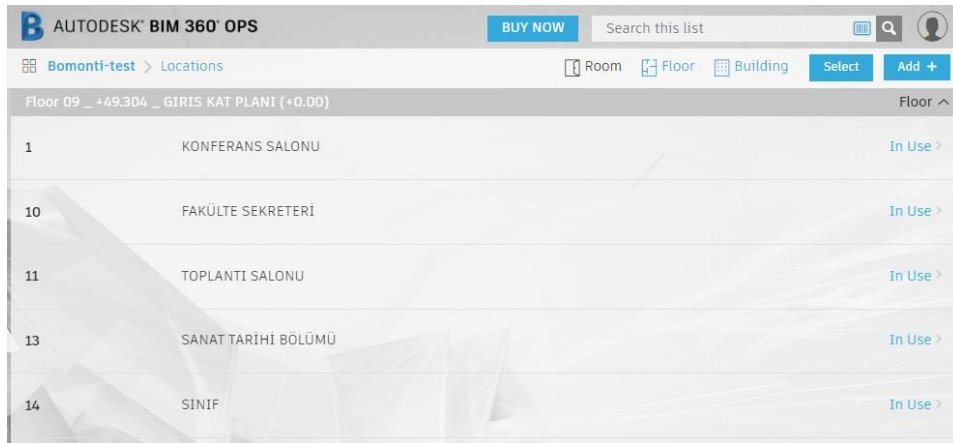 AUTODESK® BIM 360® OPS BUY NOW Search this list
Bomonti-test > Locations Room Floor Building Select Add +
Floor 09 _ +49.304 _ GIRIS KAT PLANI (+0.00) Floor
1 KONFERANS SALONU In Use >
10 FAKÜLTE SEKRETERİ In Use >
11 TOPLANTI SALONU In Use >
13 SANAT TARİHİ BÖLÜMÜ In Use >
14 SINIF In Use >